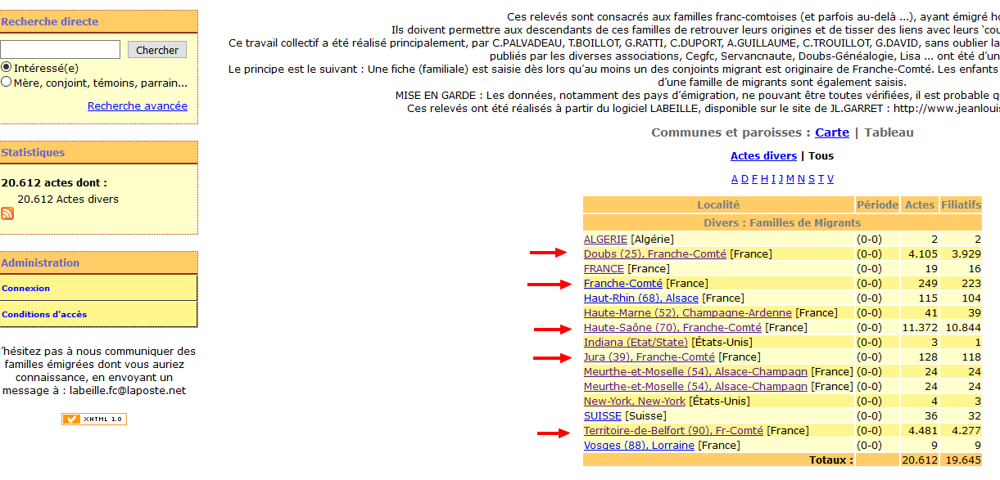 Recherche directe
Chercher
Intéressé(e)
Mère, conjoint, témoins, parrain...
Recherche avancée
Statistiques
20.612 actes dont :
20.612 Actes divers
Administration
Connexion
Conditions d'accès
'hésitez pas à nous communiquer des
familles émigrées dont vous auriez
connaissance, en envoyant un
message à : labeille.fc@laposte.net
XHTML 1.0
Ces relevés sont consacrés aux familles franc-comtoises (et parfois au-delà ...), ayant émigré
Ils doivent permettre aux descendants de ces familles de retrouver leurs origines et de tisser des liens avec leurs
Ce travail collectif a été réalisé principalement, par C.PALVADEAU, T.BOILLOT, G.RATTI, C.DUPORT, A.GUILLAUME, C.TROUILLOT, G.DAVID, sans oublier la
publiés par les diverses associations, Cegfc, Servancnaute, Doubs-Généalogie, Lisa ... ont été
Le principe est le suivant : Une fiche (familiale) est saisie dès lors qu'au moins un des conjoints migrant est originaire de Franche-Comté. Les enfants
d'une famille de migrants sont également saisis.
MISE EN GARDE : Les données, notamment des pays d'émigration, ne pouvant être toutes vérifiées, il est probable
Ces relevés ont été réalisés à partir du logiciel LABEILLE, disponible sur le site de JL.GARRET : http://www.jeanlouis
Communes et paroisses : Carte | Tableau
Actes divers | Tous
A D F H I J M N S T V
Localité Période Actes Filiatifs
Divers : Familles de Migrants
ALGERIE [Algérie] (0-0) 2 2
Doubs (25), Franche-Comté [France] (0-0) 4.105 3.929
FRANCE [France] (0-0) 19 16
Franche-Comté [France] (0-0) 249 223
Haut-Rhin (68), Alsace [France] (0-0) 115 104
Haute-Marne (52), Champagne-Ardenne [France] (0-0) 41 39
Haute-Saône (70), Franche-Comté [France] (0-0) 11.372 10.844
Indiana (Etat/State) [États-Unis] (0-0) 3 1
Jura (39), Franche-Comté [France] (0-0) 128 118
Meurthe-et-Moselle (54), Alsace-Champagn [France] (0-0) 24 24
Meurthe-et-Moselle (54), Alsace-Champagn [France] (0-0) 24 24
New-York, New-York [États-Unis] (0-0) 4 3
SUISSE [Suisse] (0-0) 36 32
Territoire-de-Belfort (90), Fr-Comté [France] (0-0) 4.481 4.277
Vosges (88), Lorraine [France] (0-0) 9 9
Totaux : 20.612 19.645